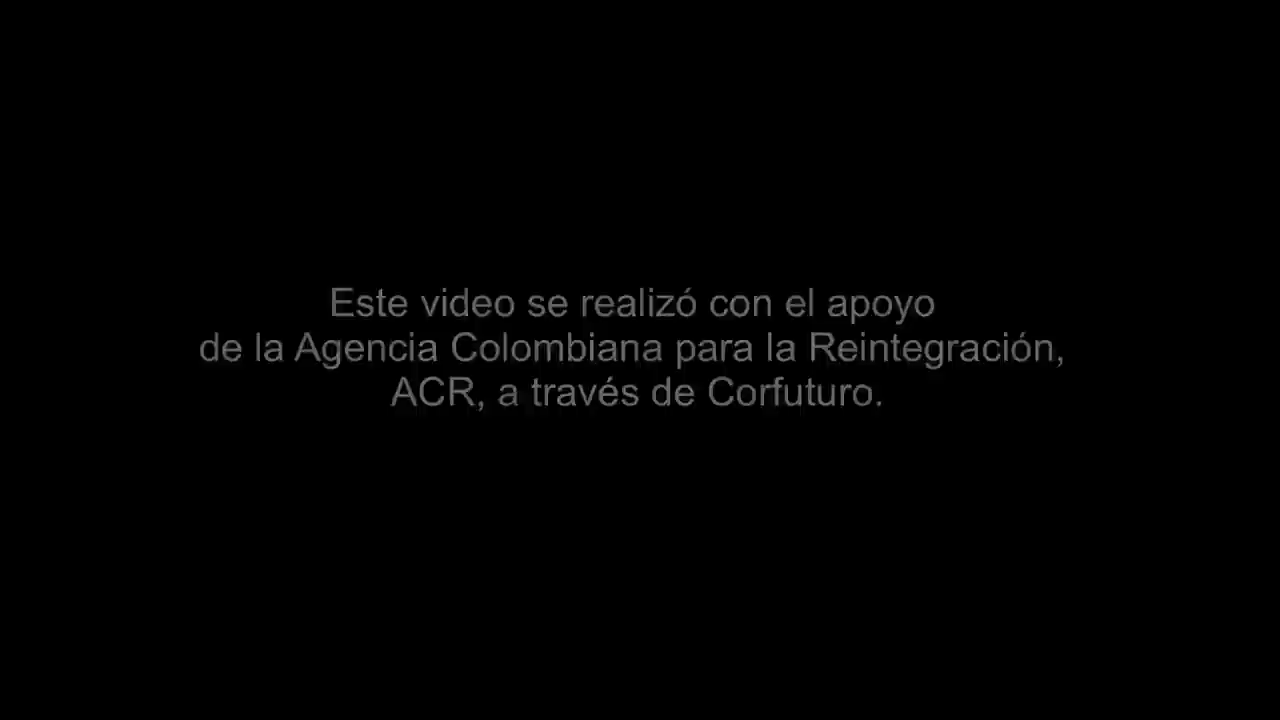 Este video se realizó con el apoyo
de la Agencia Colombiana para la Reintegración,
ACR, a través de Corfuturo.